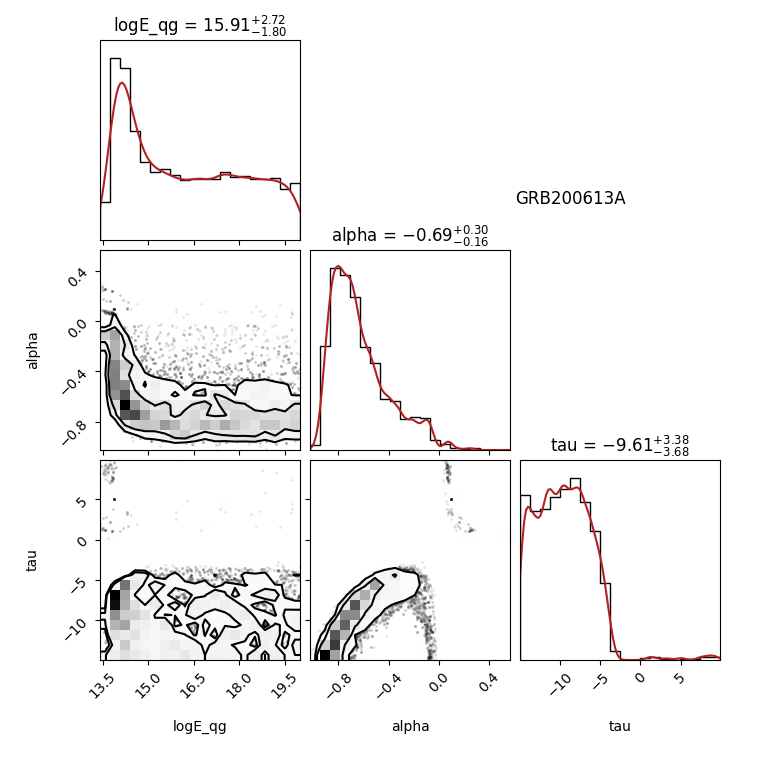 logE_qg = 15.91^{+2.72}_{−1.80}
GRB200613A
alpha = −0.69^{+0.30}_{−0.16}
0.4
0.0
−0.4
−0.8
alpha
tau = −9.61^{+3.38}_{−3.68}
5
0
−5
−10
tau
13.5 15.0 16.5 18.0 19.5 −0.8 −0.4 0.0 0.4 −10 −5 0 5
logE_qg alpha tau